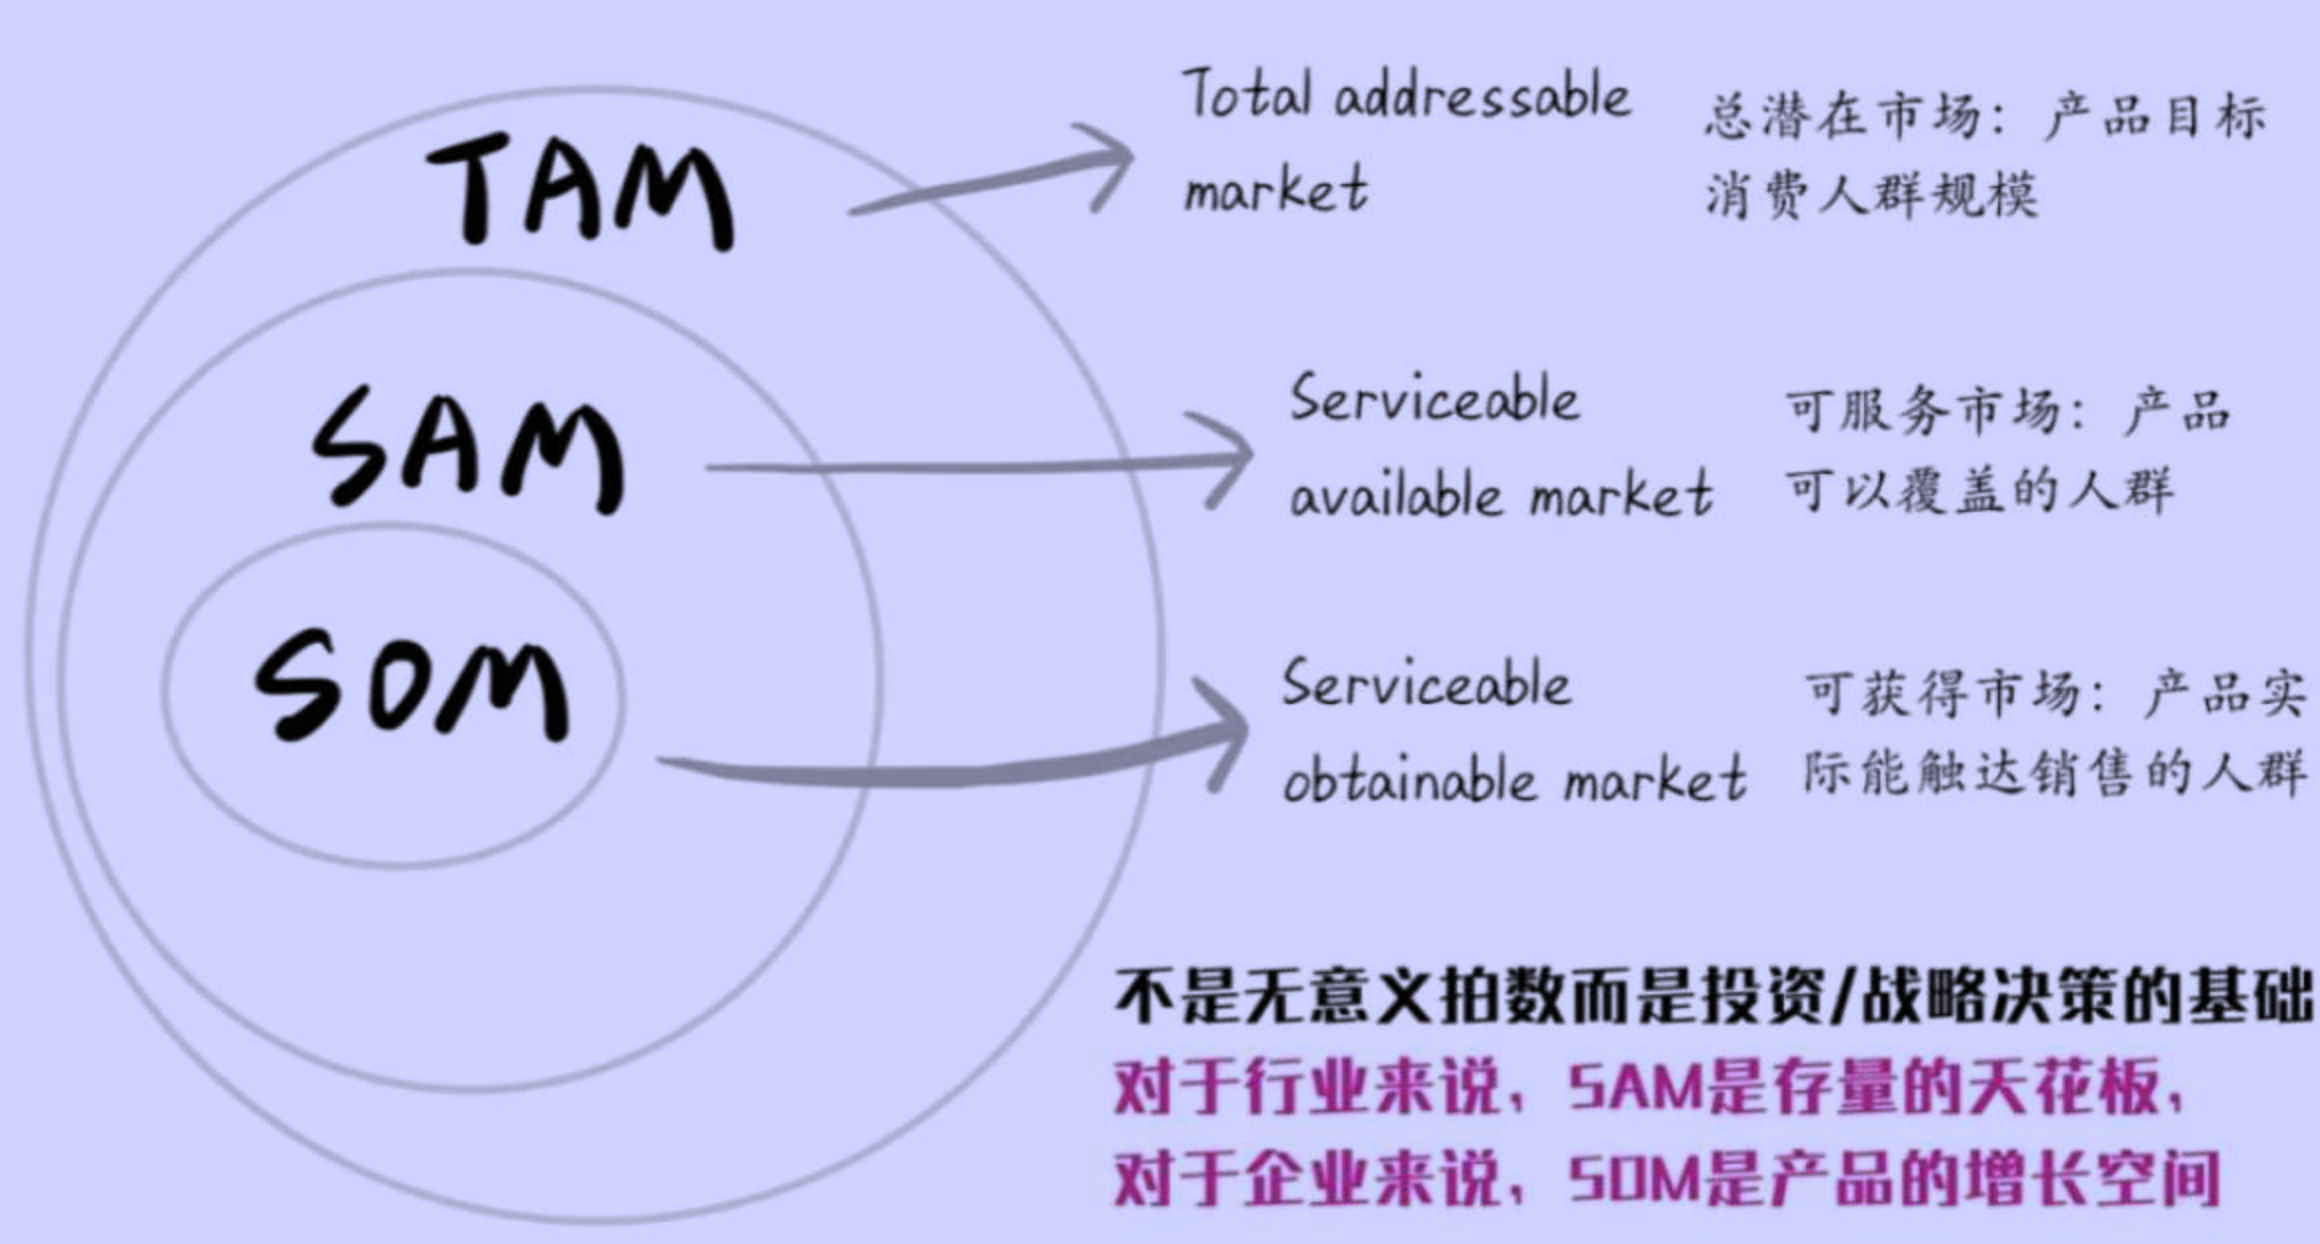 TAM
Total addressable
market
总潜在市场：产品目标
消费人群规模
SAM
Serviceable
available market
可服务市场：产品
可以覆盖的人群
SOM
Serviceable
obtainable market
可获得市场：产品实
际能触达销售的人群
不是无意义拍数而是投资/战略决策的基础
对于行业来说，SAM是存量的天花板，
对于企业来说，SOM是产品的增长空间